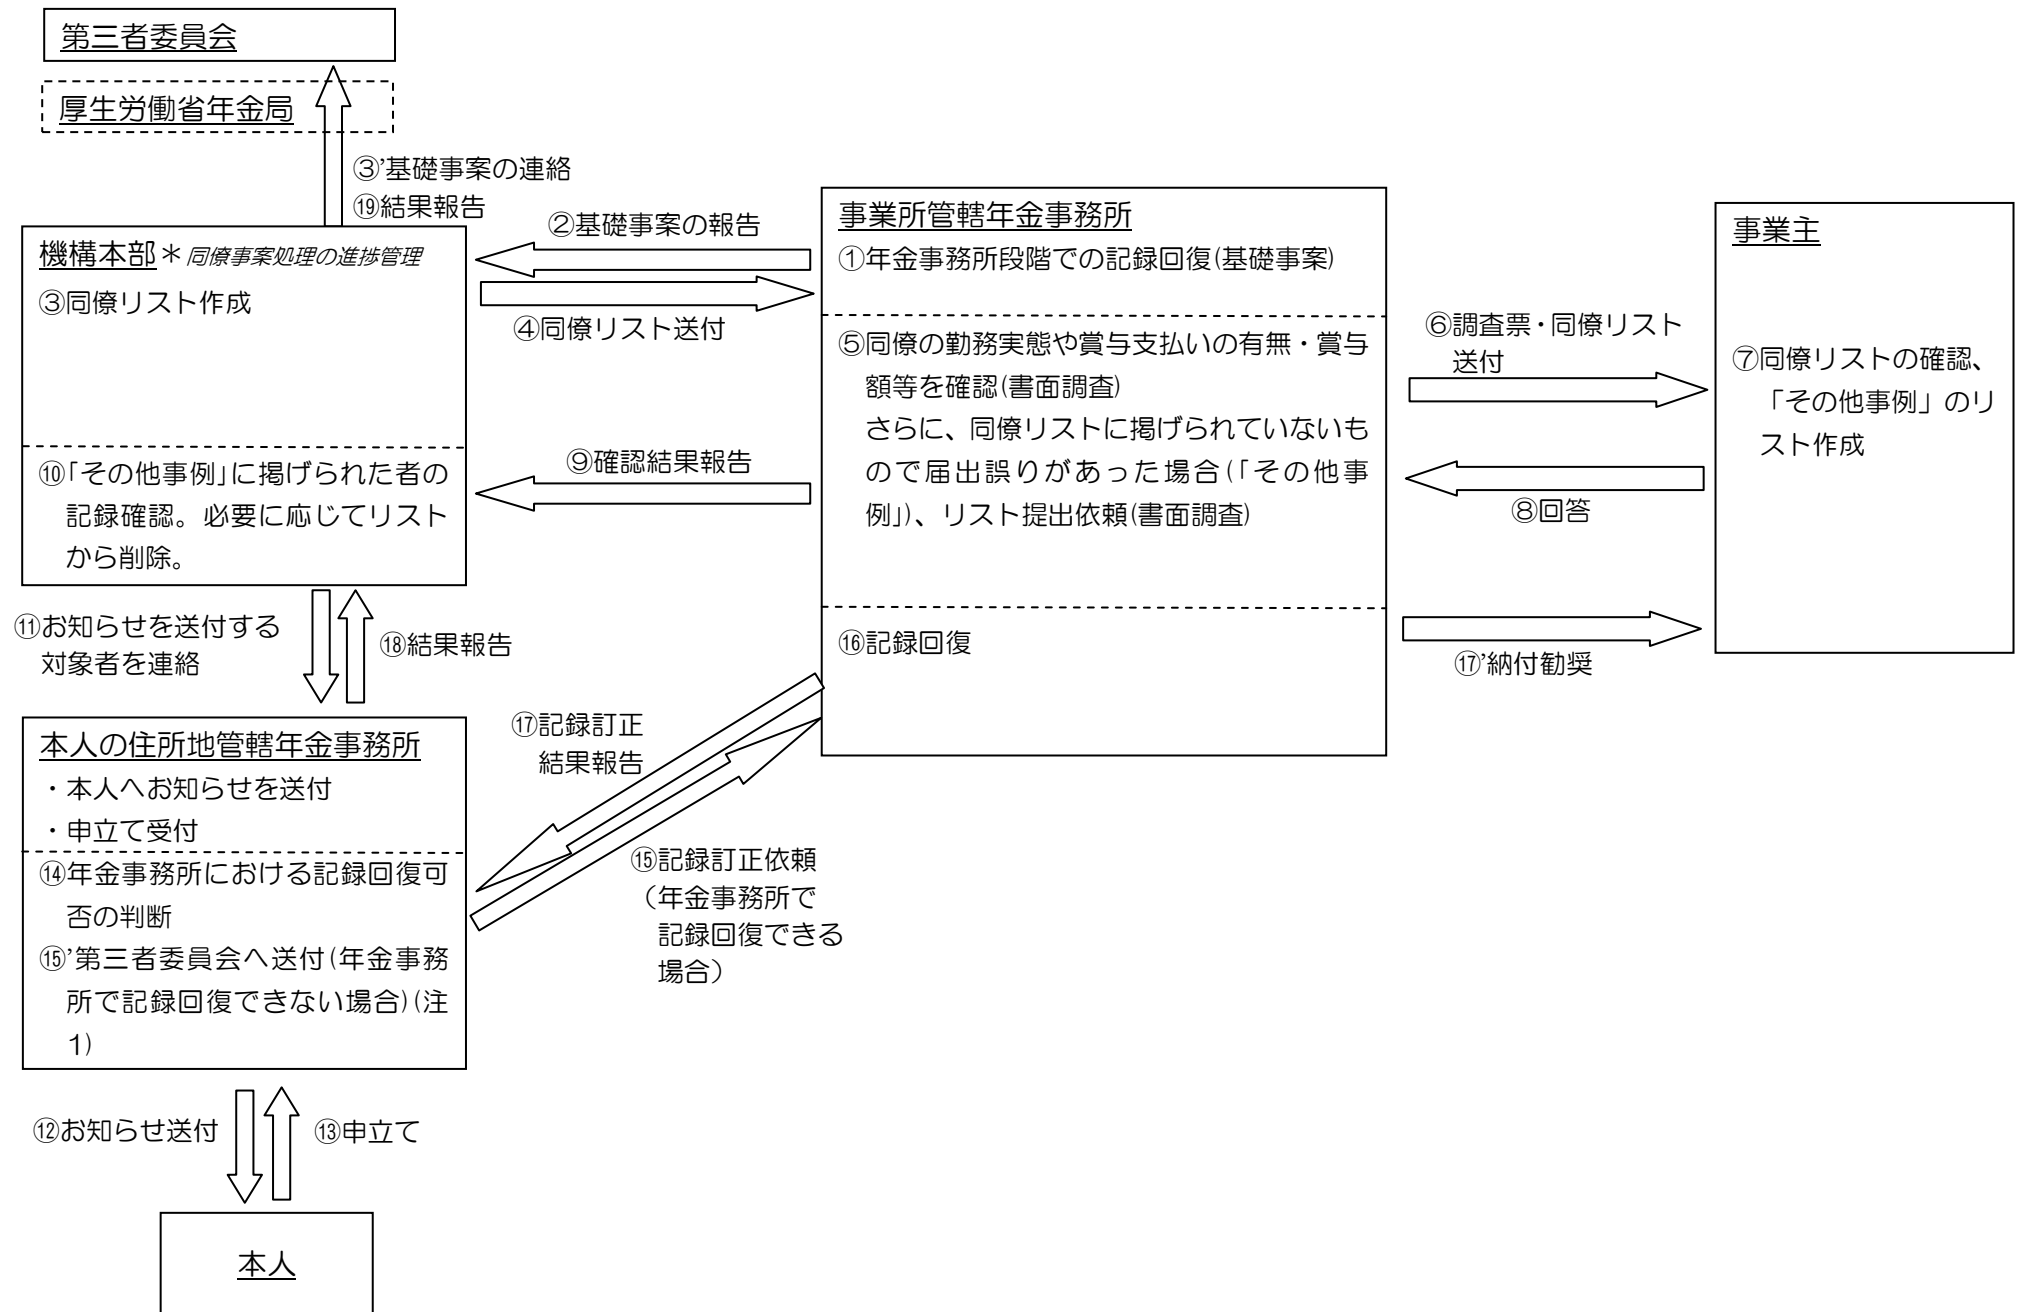 第三者委員会
厚生労働省年金局
③’基礎事案の連絡
⑲結果報告
機構本部＊同僚事案処理の進捗管理
③同僚リスト作成
⑩「その他事例」に掲げられた者の
記録確認。必要に応じてリスト
から削除。
②基礎事案の報告
④同僚リスト送付
⑨確認結果報告
事業所管轄年金事務所
①年金事務所段階での記録回復(基礎事案)
⑤同僚の勤務実態や賞与支払いの有無・賞与
額等を確認(書面調査)
さらに、同僚リストに掲げられていないも
ので届出誤りがあった場合(「その他事
例」)、リスト提出依頼(書面調査)
⑯記録回復
⑥調査票・同僚リスト
送付
⑧回答
⑰’納付勧奨
事業主
⑦同僚リストの確認、
「その他事例」のリ
スト作成
⑪お知らせを送付する
対象者を連絡
⑱結果報告
本人の住所地管轄年金事務所
・本人へお知らせを送付
・申立て受付
⑭年金事務所における記録回復可
否の判断
⑮’第三者委員会へ送付(年金事務
所で記録回復できない場合)(注
1)
⑰記録訂正
結果報告
⑮記録訂正依頼
（年金事務所で
記録回復できる
場合）
⑫お知らせ送付
⑬申立て
本人